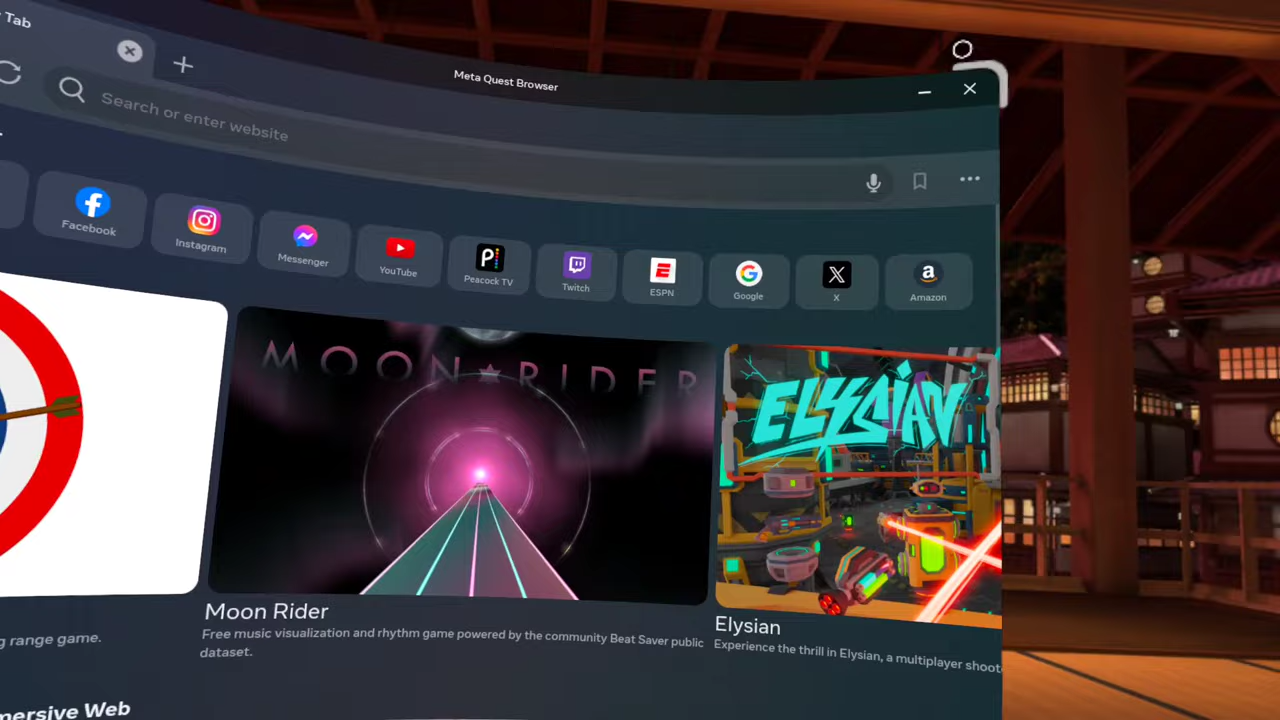 Tab
Meta Quest Browser
Search or enter website
Facebook
Instagram
Messenger
YouTube
Peacock TV
Twitch
ESPN
Google
X
Amazon
MOON RIDER
ELYSIAN
Moon Rider
Free music visualization and rhythm game powered by the community Beat Saver public
dataset.
Elysian
Experience the thrill in Elysian, a multiplayer shoot
g range game.
mersive Web